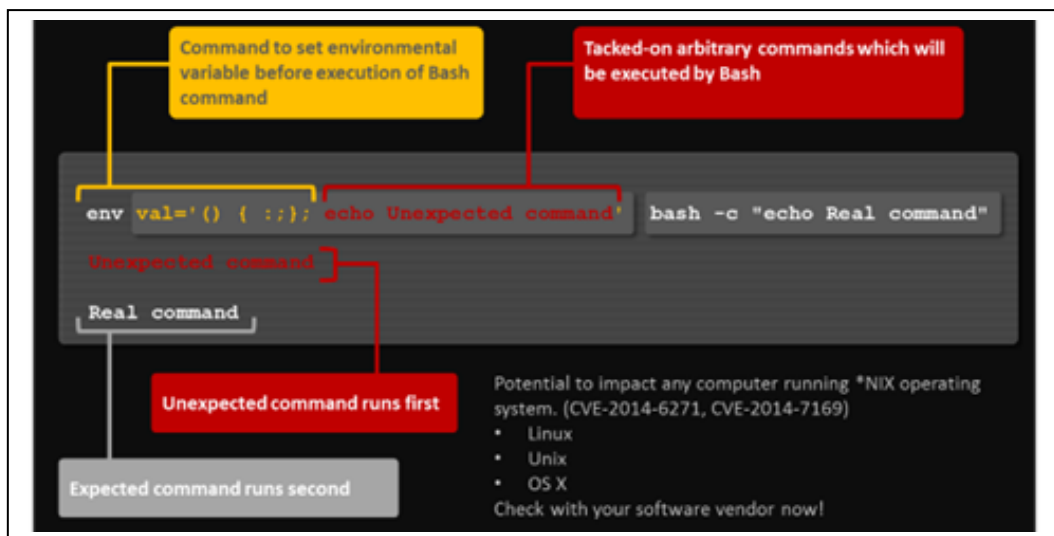 Command to set environmental
variable before execution of Bash
command
Tacked-on arbitrary commands which will
be executed by Bash
env val='() { :;}; echo Unexpected command' bash -c "echo Real command"
Unexpected command
Real command
Unexpected command runs first
Expected command runs second
Potential to impact any computer running *NIX operating
system. (CVE-2014-6271, CVE-2014-7169)
• Linux
• Unix
• OS X
Check with your software vendor now!